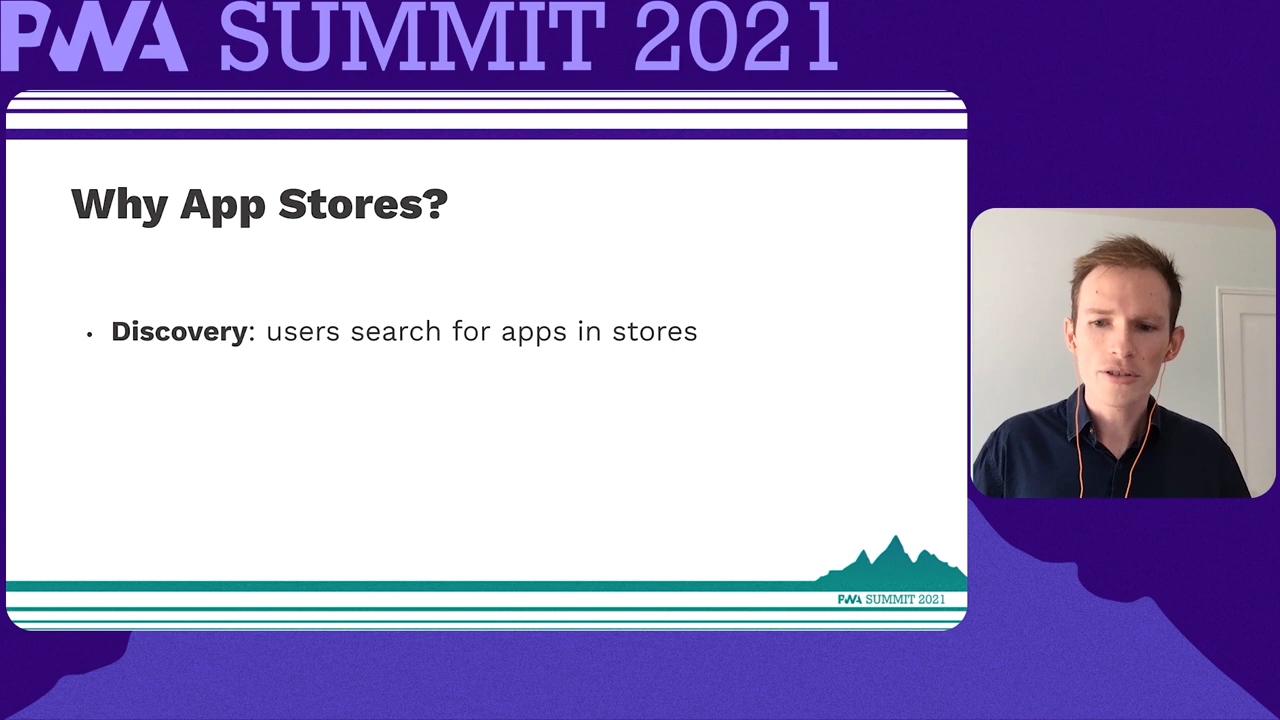 PWA SUMMIT 2021
Why App Stores?
• Discovery: users search for apps in stores
PWA SUMMIT 2021